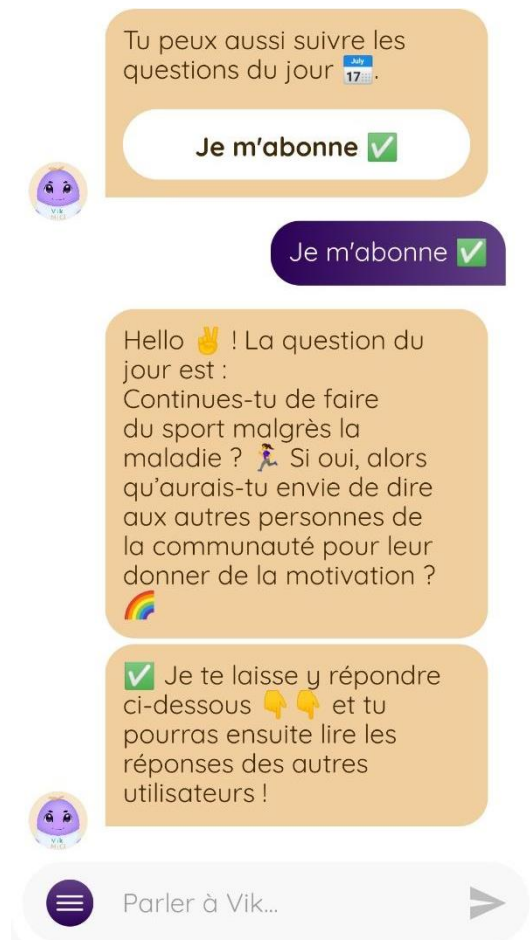 Tu peux aussi suivre les
questions du jour 📅.
Je m'abonne ✅
Vik
Je m'abonne ✅
Hello ✌️ ! La question du
jour est :
Continues-tu de faire
du sport malgrès la
maladie ? 🏃‍♀️ Si oui, alors
qu’aurais-tu envie de dire
aux autres personnes de
la communauté pour leur
donner de la motivation ?
🌈
✅ Je te laisse y répondre
ci-dessous 👇👇 et tu
pourras ensuite lire les
réponses des autres
utilisateurs !
Vik
Parler à Vik...